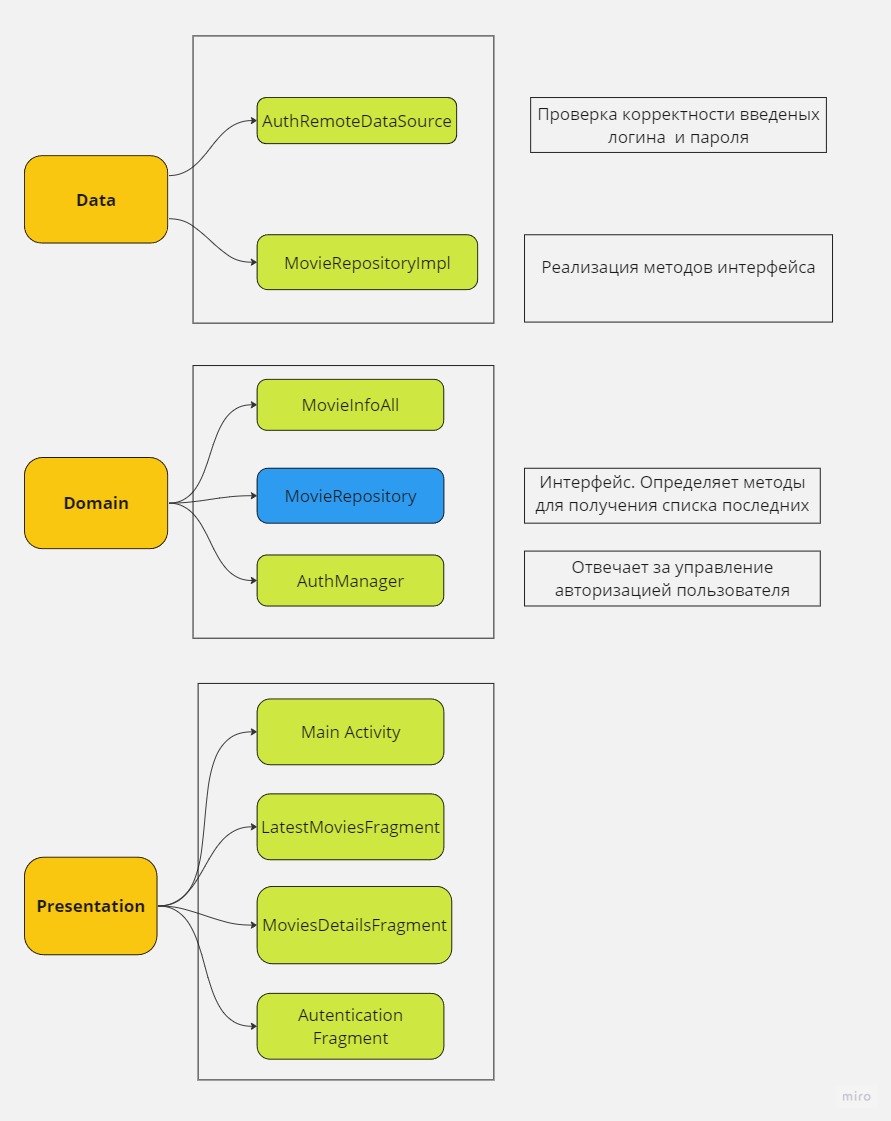 AuthRemoteDataSource
Проверка корректности введеных
логина и пароля
Data
MovieRepositoryImpl
Реализация методов интерфейса
MovieInfoAll
Domain
MovieRepository
Интерфейс. Определяет методы
для получения списка последних
AuthManager
Отвечает за управление
авторизацией пользователя
Main Activity
LatestMoviesFragment
Presentation
MoviesDetailsFragment
Autentication
Fragment
miro